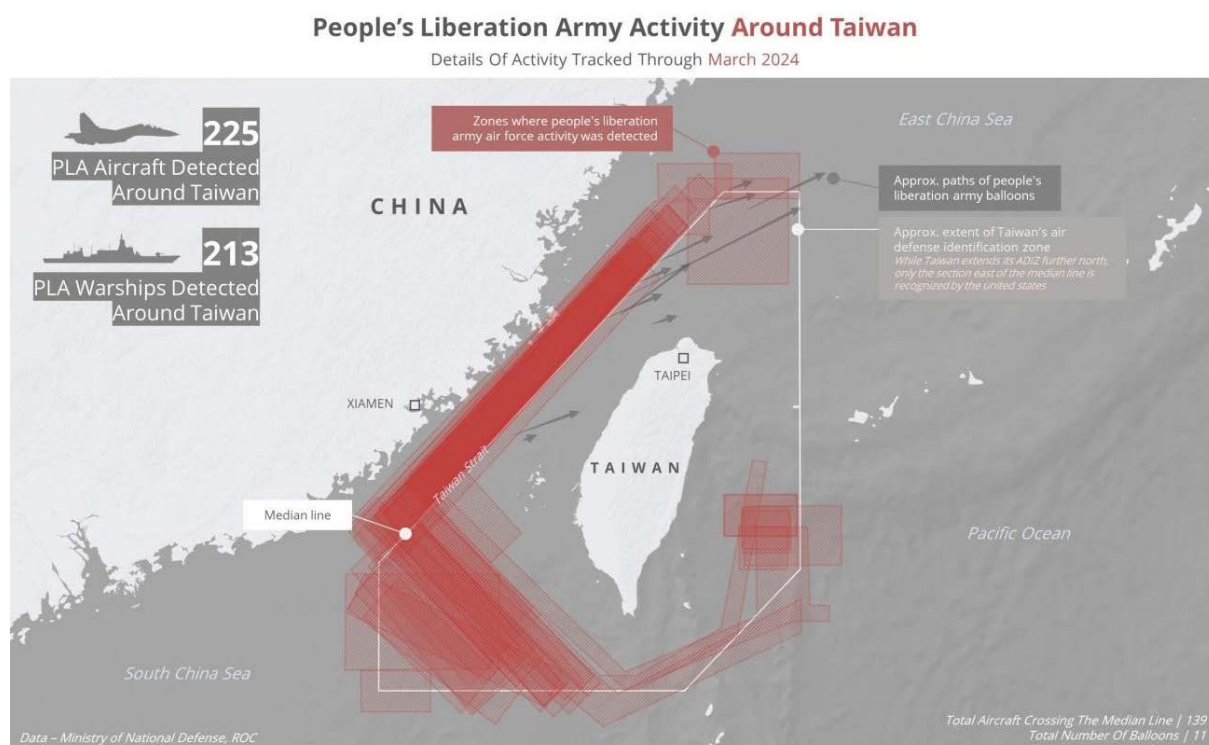 People's Liberation Army Activity Around Taiwan
Details Of Activity Tracked Through March 2024
225
PLA Aircraft Detected
Around Taiwan
213
PLA Warships Detected
Around Taiwan
Zones where people's liberation
army air force activity was detected
East China Sea
CHINA
Approx. paths of people's
liberation army balloons
Approx. extent of Taiwan's air
defense identification zone
While Taiwan extends its ADIZ further north,
only the section east of the median line is
recognized by the united states
TAIPEI
XIAMEN
TAIWAN
Taiwan Strait
Median line
Pacific Ocean
South China Sea
Data – Ministry of National Defense, ROC
Total Aircraft Crossing The Median Line | 139
Total Number Of Balloons | 11